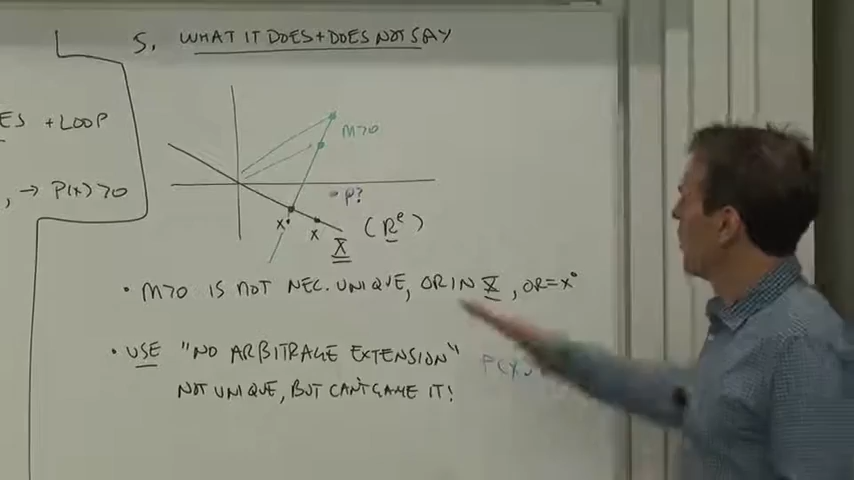 5. WHAT IT DOES + DOES NOT SAY
ES + LOOP
, → P(X) > 0
M>0
P?
X*
X
X
(R^e)
• M>0 IS NOT NEC. UNIQUE, OR IN X, OR = X*
• USE "NO ARBITRAGE EXTENSION"
NOT UNIQUE, BUT CAN'T GAME IT!
P(X